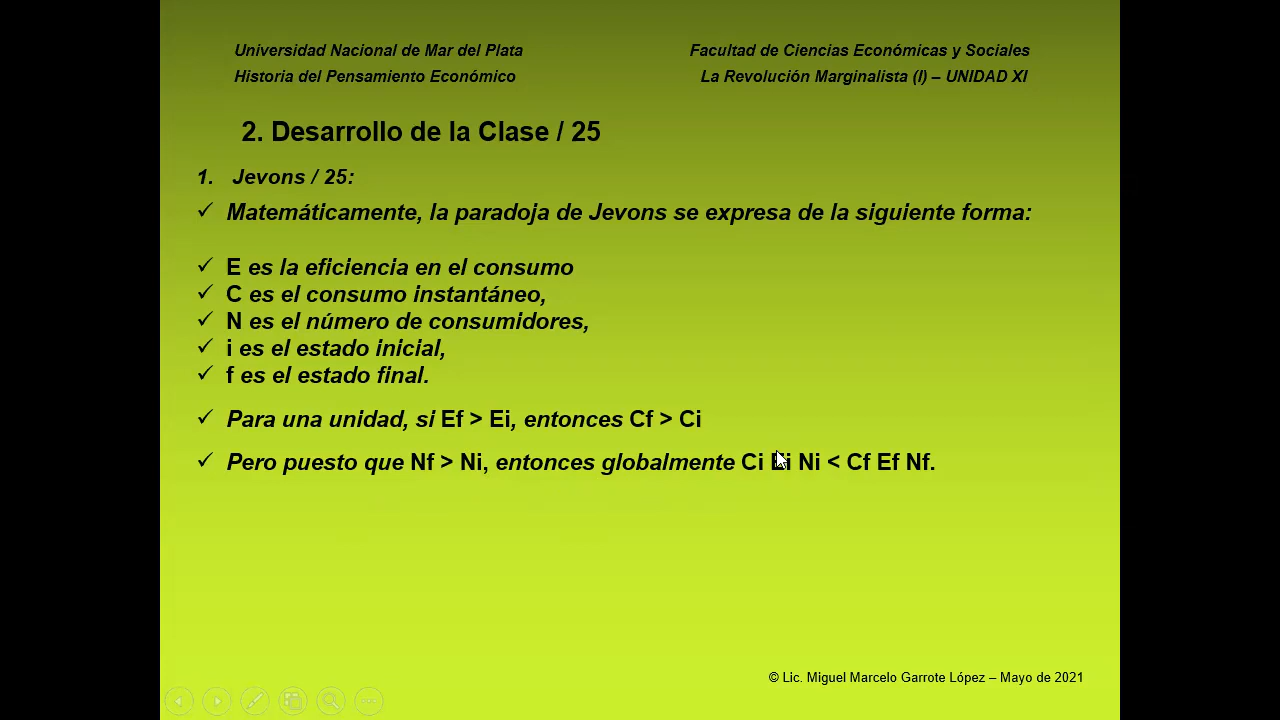 Universidad Nacional de Mar del Plata
Facultad de Ciencias Económicas y Sociales
Historia del Pensamiento Económico
La Revolución Marginalista (I) – UNIDAD XI
2. Desarrollo de la Clase / 25
1. Jevons / 25:
✓ Matemáticamente, la paradoja de Jevons se expresa de la siguiente forma:
✓ E es la eficiencia en el consumo
✓ C es el consumo instantáneo,
✓ N es el número de consumidores,
✓ i es el estado inicial,
✓ f es el estado final.
✓ Para una unidad, si Ef > Ei, entonces Cf > Ci
✓ Pero puesto que Nf > Ni, entonces globalmente Ci Ei Ni < Cf Ef Nf.
© Lic. Miguel Marcelo Garrote López – Mayo de 2021